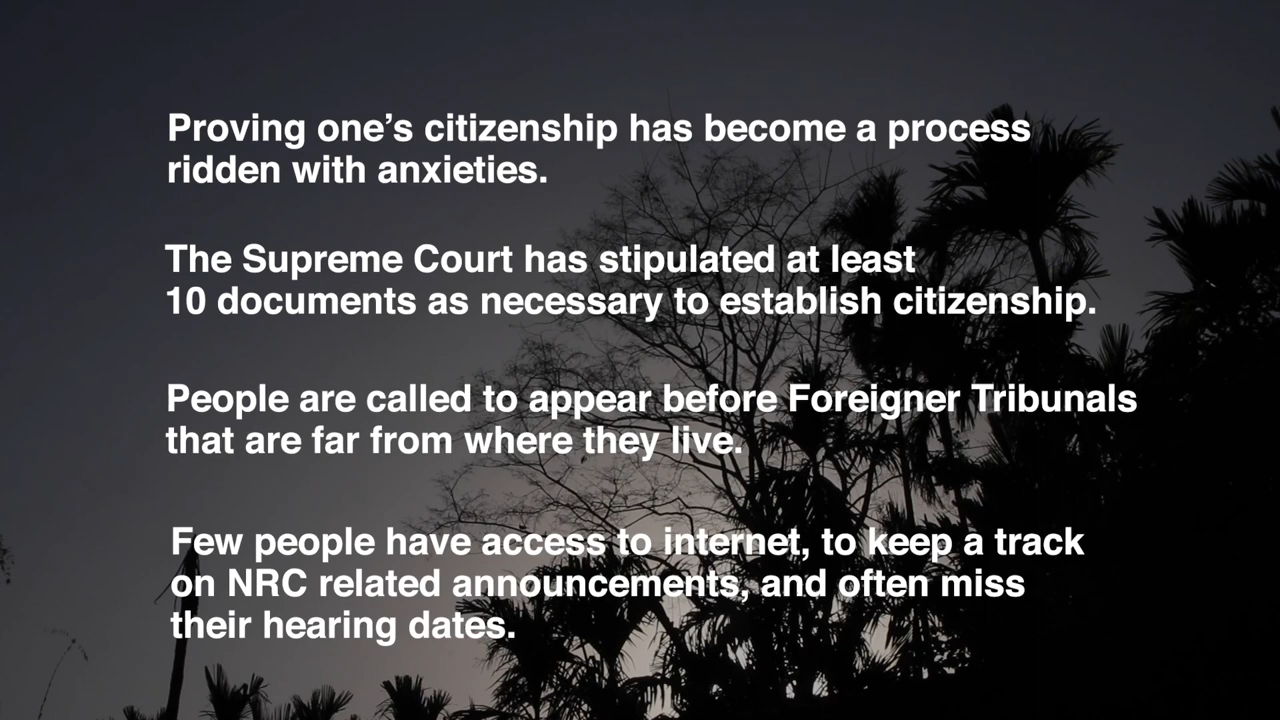 Proving one’s citizenship has become a process
ridden with anxieties.
The Supreme Court has stipulated at least
10 documents as necessary to establish citizenship.
People are called to appear before Foreigner Tribunals
that are far from where they live.
Few people have access to internet, to keep a track
on NRC related announcements, and often miss
their hearing dates.